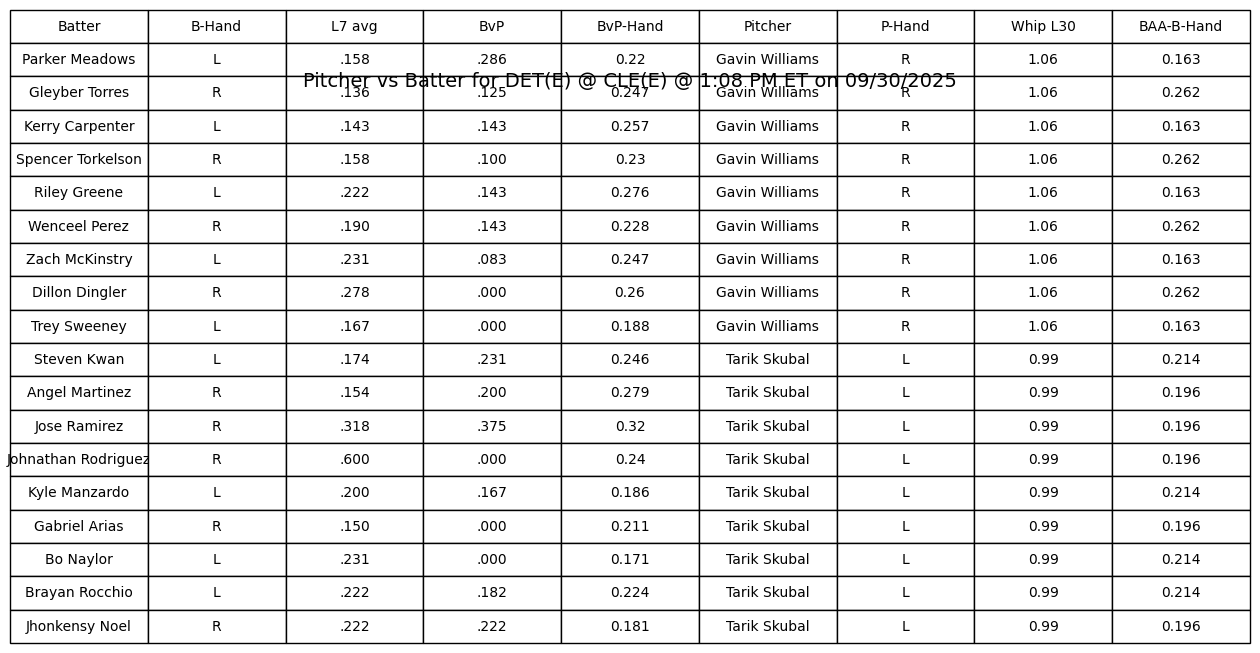 Batter B-Hand L7 avg BvP BvP-Hand Pitcher P-Hand Whip L30 BAA-B-Hand
Parker Meadows L .158 .286 0.22 Gavin Williams R 1.06 0.163
Pitcher vs Batter for DET(E) @ CLE(E) @ 1:08 PM ET on 09/30/2025
Gleyber Torres R .136 .125 0.247 Gavin Williams R 1.06 0.262
Kerry Carpenter L .143 .143 0.257 Gavin Williams R 1.06 0.163
Spencer Torkelson R .158 .100 0.23 Gavin Williams R 1.06 0.262
Riley Greene L .222 .143 0.276 Gavin Williams R 1.06 0.163
Wenceel Perez R .190 .143 0.228 Gavin Williams R 1.06 0.262
Zach McKinstry L .231 .083 0.247 Gavin Williams R 1.06 0.163
Dillon Dingler R .278 .000 0.26 Gavin Williams R 1.06 0.262
Trey Sweeney L .167 .000 0.188 Gavin Williams R 1.06 0.163
Steven Kwan L .174 .231 0.246 Tarik Skubal L 0.99 0.214
Angel Martinez R .154 .200 0.279 Tarik Skubal L 0.99 0.196
Jose Ramirez R .318 .375 0.32 Tarik Skubal L 0.99 0.196
Johnathan Rodriguez R .600 .000 0.24 Tarik Skubal L 0.99 0.196
Kyle Manzardo L .200 .167 0.186 Tarik Skubal L 0.99 0.214
Gabriel Arias R .150 .000 0.211 Tarik Skubal L 0.99 0.196
Bo Naylor L .231 .000 0.171 Tarik Skubal L 0.99 0.214
Brayan Rocchio L .222 .182 0.224 Tarik Skubal L 0.99 0.214
Jhonkensy Noel R .222 .222 0.181 Tarik Skubal L 0.99 0.196